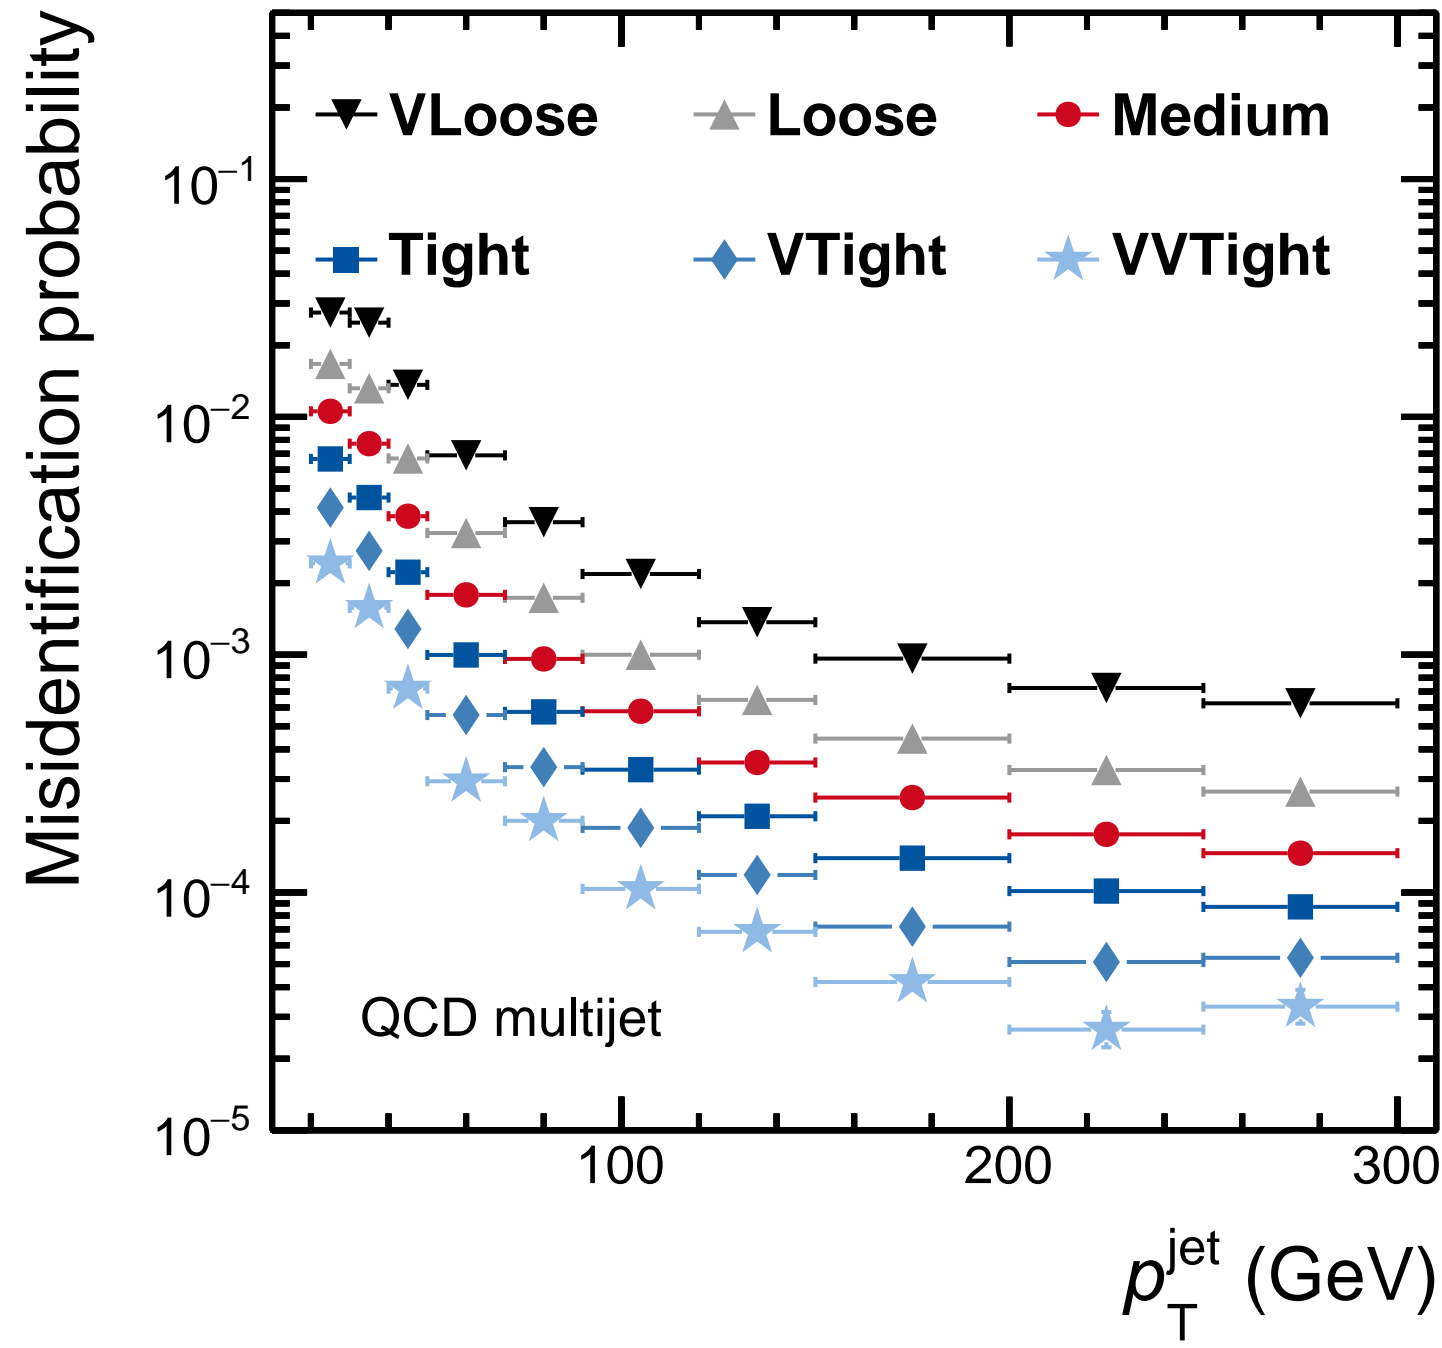 Misidentification probability
VLoose Loose Medium
Tight VTight VVTight
10⁻¹
10⁻²
10⁻³
10⁻⁴
10⁻⁵
QCD multijet
100 200 300
p_T^jet (GeV)